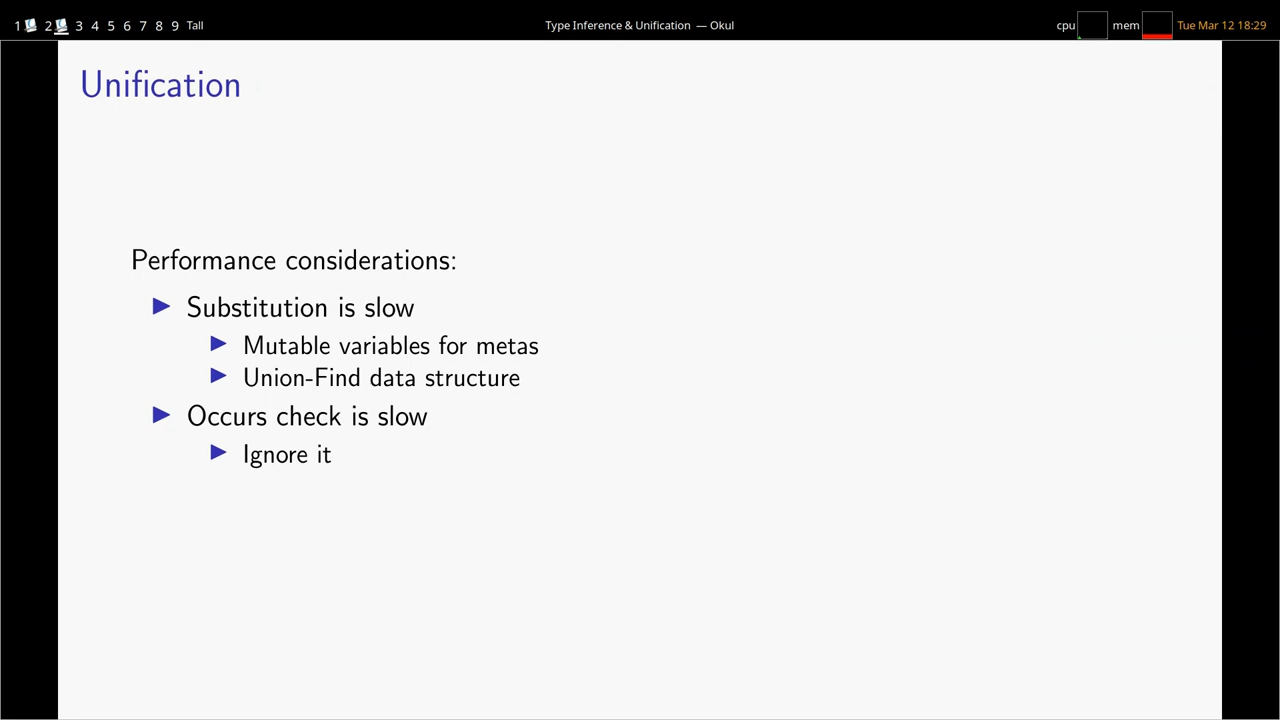 1 2 3 4 5 6 7 8 9 Tall
Type Inference & Unification — Okul
cpu mem Tue Mar 12 18:29
Unification
Performance considerations:
Substitution is slow
Mutable variables for metas
Union-Find data structure
Occurs check is slow
Ignore it